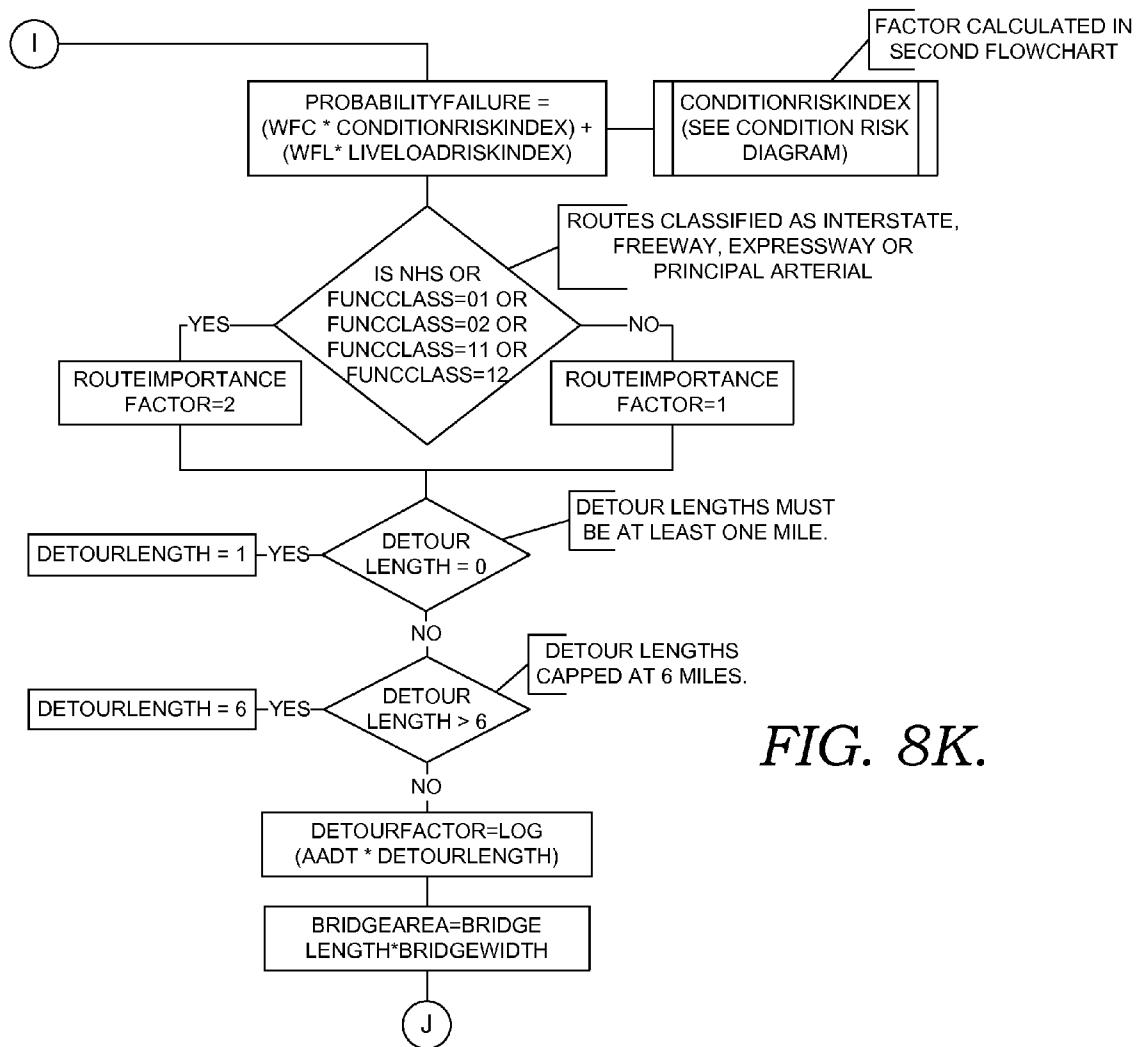 I
FACTOR CALCULATED IN
SECOND FLOWCHART
PROBABILITYFAILURE =
(WFC * CONDITIONRISKINDEX) +
(WFL* LIVELOADRISKINDEX)
CONDITIONRISKINDEX
(SEE CONDITION RISK
DIAGRAM)
ROUTES CLASSIFIED AS INTERSTATE,
FREEWAY, EXPRESSWAY OR
PRINCIPAL ARTERIAL
IS NHS OR
FUNCCLASS=01 OR
FUNCCLASS=02 OR
FUNCCLASS=11 OR
FUNCCLASS=12
YES
NO
ROUTEIMPORTANCE
FACTOR=2
ROUTEIMPORTANCE
FACTOR=1
DETOUR LENGTHS MUST
BE AT LEAST ONE MILE.
DETOURLENGTH = 1
YES
DETOUR
LENGTH = 0
NO
DETOUR LENGTHS
CAPPED AT 6 MILES.
DETOURLENGTH = 6
YES
DETOUR
LENGTH > 6
FIG. 8K.
NO
DETOURFACTOR=LOG
(AADT * DETOURLENGTH)
BRIDGEAREA=BRIDGE
LENGTH*BRIDGEWIDTH
J